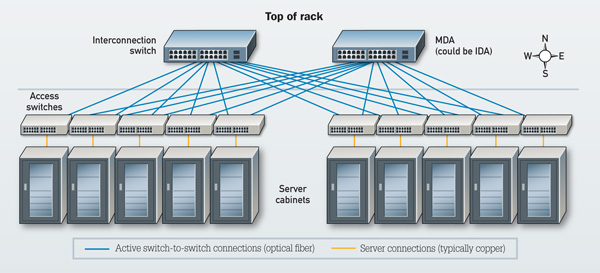 Top of rack
Interconnection
switch
MDA
(could be IDA)
N
W E
S
Access
switches
Server
cabinets
Active switch-to-switch connections (optical fiber)
Server connections (typically copper)